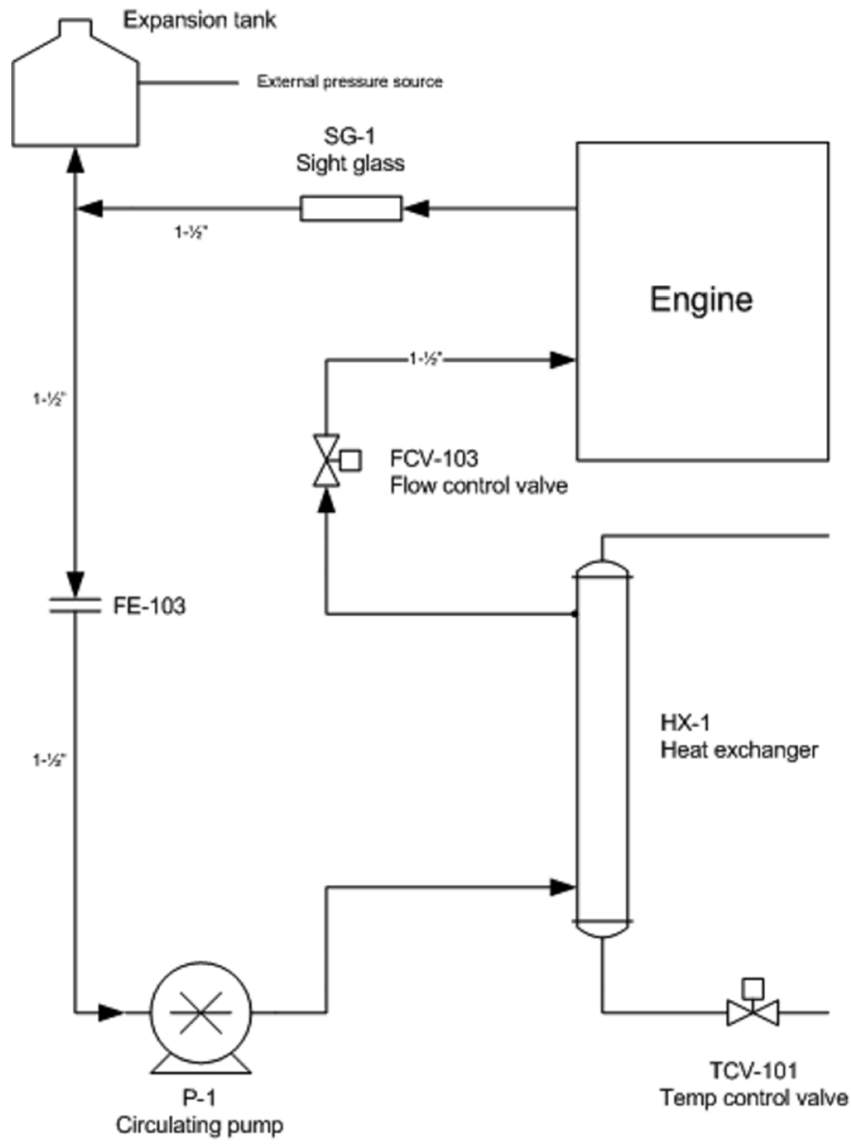 Expansion tank
External pressure source
SG-1
Sight glass
1-½"
Engine
1-½"
1-½"
FCV-103
Flow control valve
FE-103
HX-1
Heat exchanger
1-½"
TCV-101
Temp control valve
P-1
Circulating pump